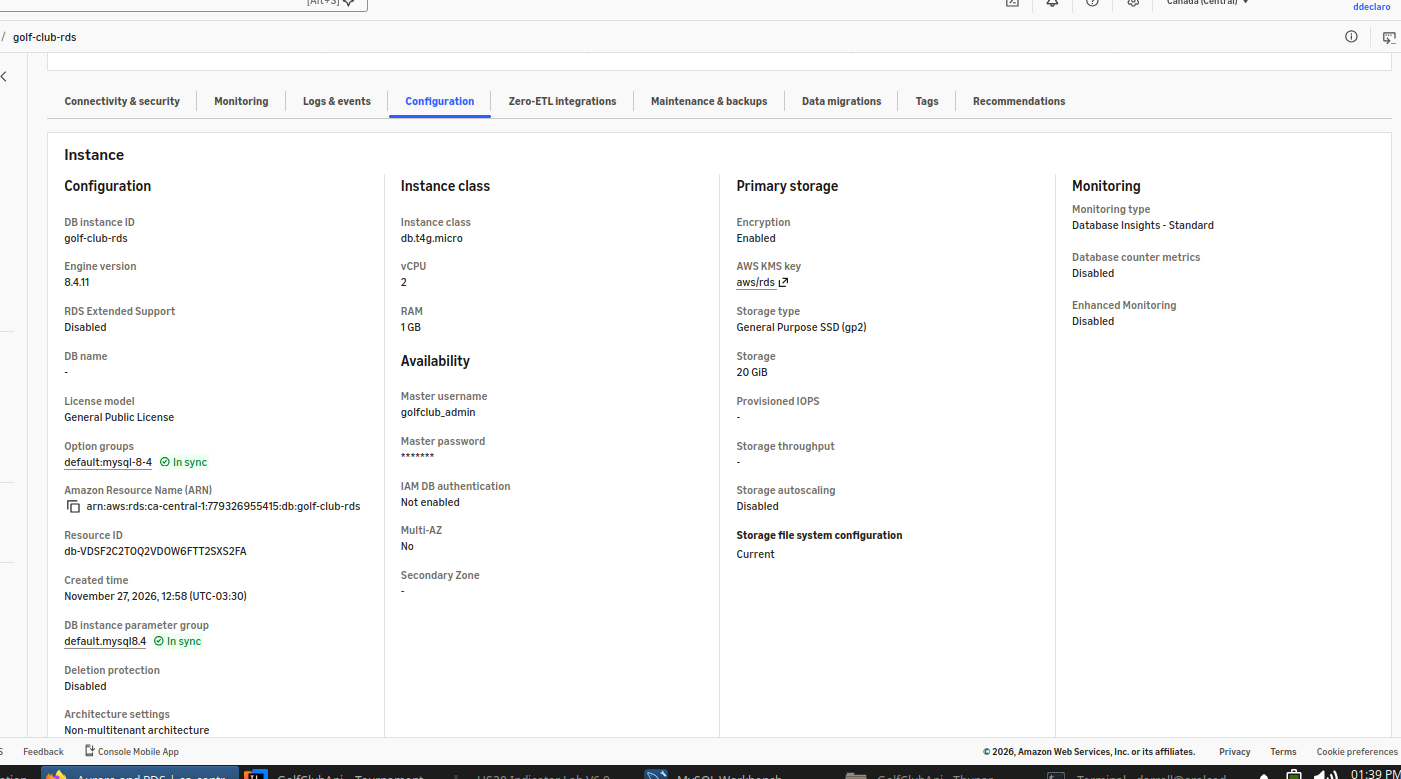 [Alt+S]
Canada (Central)
ddeclaro
/ golf-club-rds
Connectivity & security
Monitoring
Logs & events
Configuration
Zero-ETL integrations
Maintenance & backups
Data migrations
Tags
Recommendations
Instance
Configuration
DB instance ID
golf-club-rds
Engine version
8.4.11
RDS Extended Support
Disabled
DB name
-
License model
General Public License
Option groups
default:mysql-8-4 In sync
Amazon Resource Name (ARN)
arn:aws:rds:ca-central-1:779326955415:db:golf-club-rds
Resource ID
db-VDSF2C2TOQ2VDOW6FTT2SXS2FA
Created time
November 27, 2026, 12:58 (UTC-03:30)
DB instance parameter group
default.mysql8.4 In sync
Deletion protection
Disabled
Architecture settings
Non-multitenant architecture
Instance class
Instance class
db.t4g.micro
vCPU
2
RAM
1 GB
Availability
Master username
golfclub_admin
Master password
*******
IAM DB authentication
Not enabled
Multi-AZ
No
Secondary Zone
-
Primary storage
Encryption
Enabled
AWS KMS key
aws/rds
Storage type
General Purpose SSD (gp2)
Storage
20 GiB
Provisioned IOPS
-
Storage throughput
-
Storage autoscaling
Disabled
Storage file system configuration
Current
Monitoring
Monitoring type
Database Insights - Standard
Database counter metrics
Disabled
Enhanced Monitoring
Disabled
Feedback
Console Mobile App
© 2026, Amazon Web Services, Inc. or its affiliates.
Privacy
Terms
Cookie preferences
Aurora and RDS | ca-centr
GolfClubApi – Tournament
MySQL Workbench
GolfClubApi - Thunar
01:39 PM